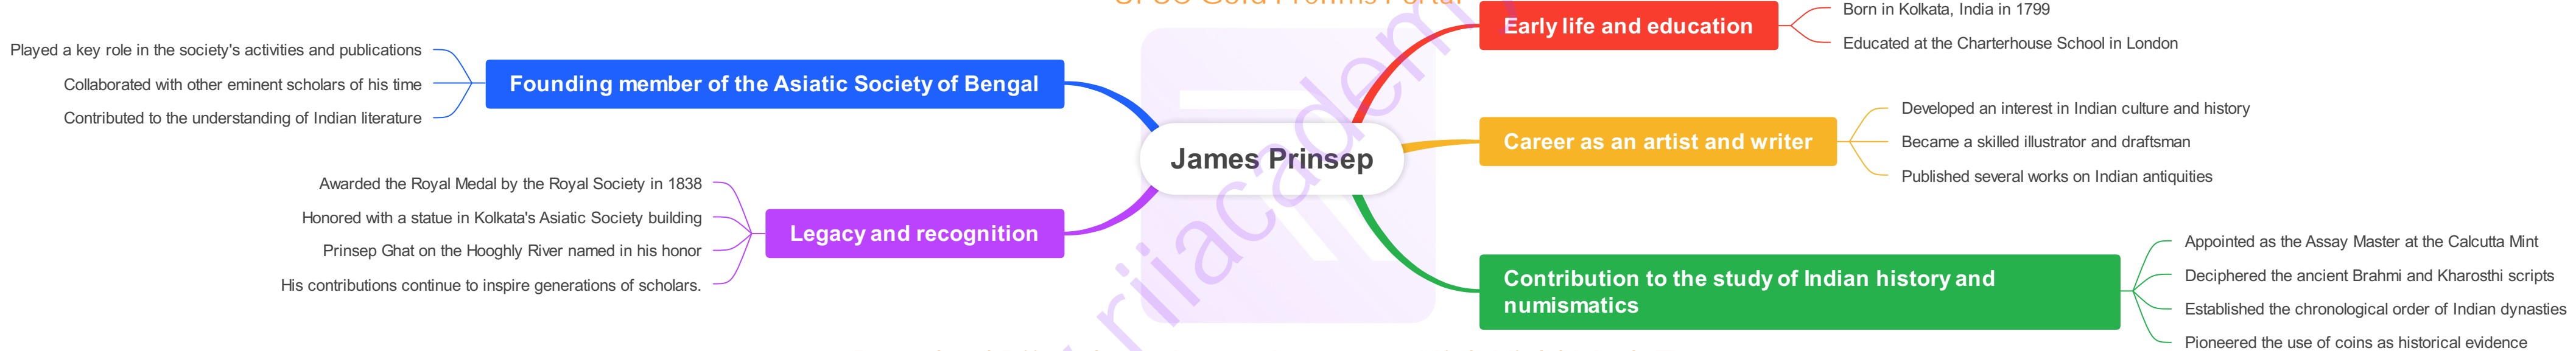 UPSC Gold Prelims Portal
James Prinsep
Early life and education
Born in Kolkata, India in 1799
Educated at the Charterhouse School in London
Career as an artist and writer
Developed an interest in Indian culture and history
Became a skilled illustrator and draftsman
Published several works on Indian antiquities
Contribution to the study of Indian history and
numismatics
Appointed as the Assay Master at the Calcutta Mint
Deciphered the ancient Brahmi and Kharosthi scripts
Established the chronological order of Indian dynasties
Pioneered the use of coins as historical evidence
Founding member of the Asiatic Society of Bengal
Played a key role in the society's activities and publications
Collaborated with other eminent scholars of his time
Contributed to the understanding of Indian literature
Legacy and recognition
Awarded the Royal Medal by the Royal Society in 1838
Honored with a statue in Kolkata's Asiatic Society building
Prinsep Ghat on the Hooghly River named in his honor
His contributions continue to inspire generations of scholars.